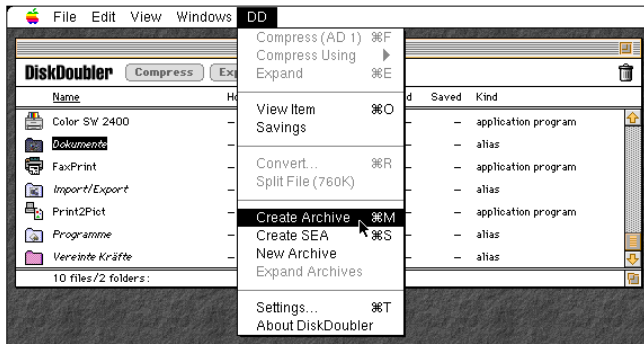 File Edit View Windows DD
Compress (AD 1) ⌘F
Compress Using
Expand ⌘E
View Item ⌘O
Savings
Convert... ⌘R
Split File (760K)
Create Archive ⌘M
Create SEA ⌘S
New Archive
Expand Archives
Settings... ⌘T
About DiskDoubler
DiskDoubler Compress
Name Saved Kind
Color SW 2400 – – application program
Dokumente – – alias
FaxPrint – – application program
Import/Export – – alias
Print2Pict – – application program
Programme – – alias
Vereinte Kräfte – – alias
10 files/2 folders: